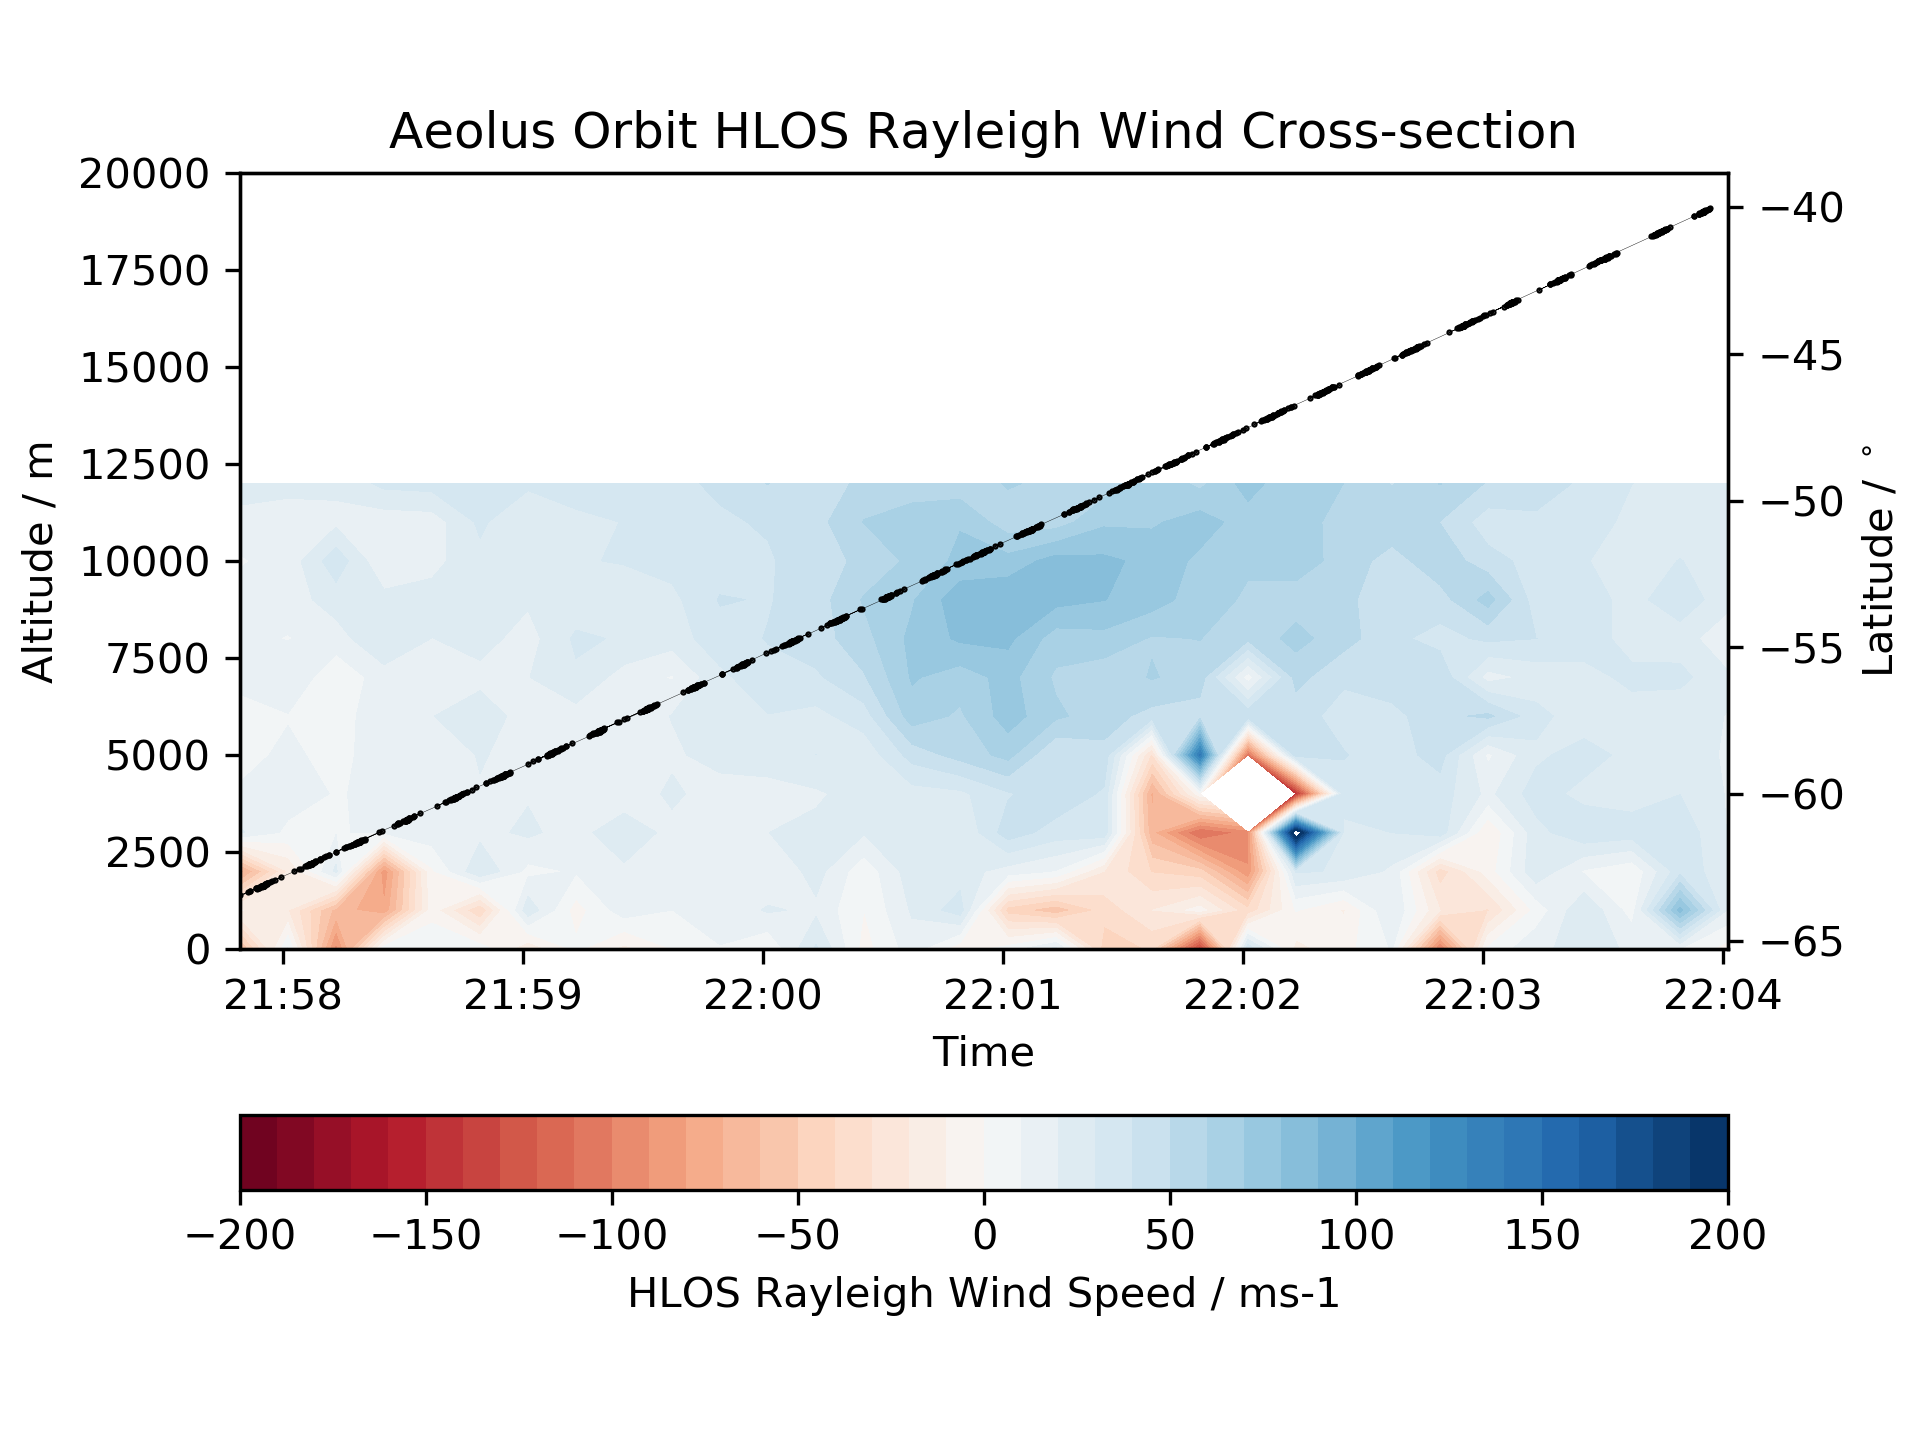 Aeolus Orbit HLOS Rayleigh Wind Cross-section
20000
17500
15000
12500
10000
7500
5000
2500
0
Altitude / m
−40
−45
−50
−55
−60
−65
Latitude / °
21:58 21:59 22:00 22:01 22:02 22:03 22:04
Time
−200 −150 −100 −50 0 50 100 150 200
HLOS Rayleigh Wind Speed / ms-1